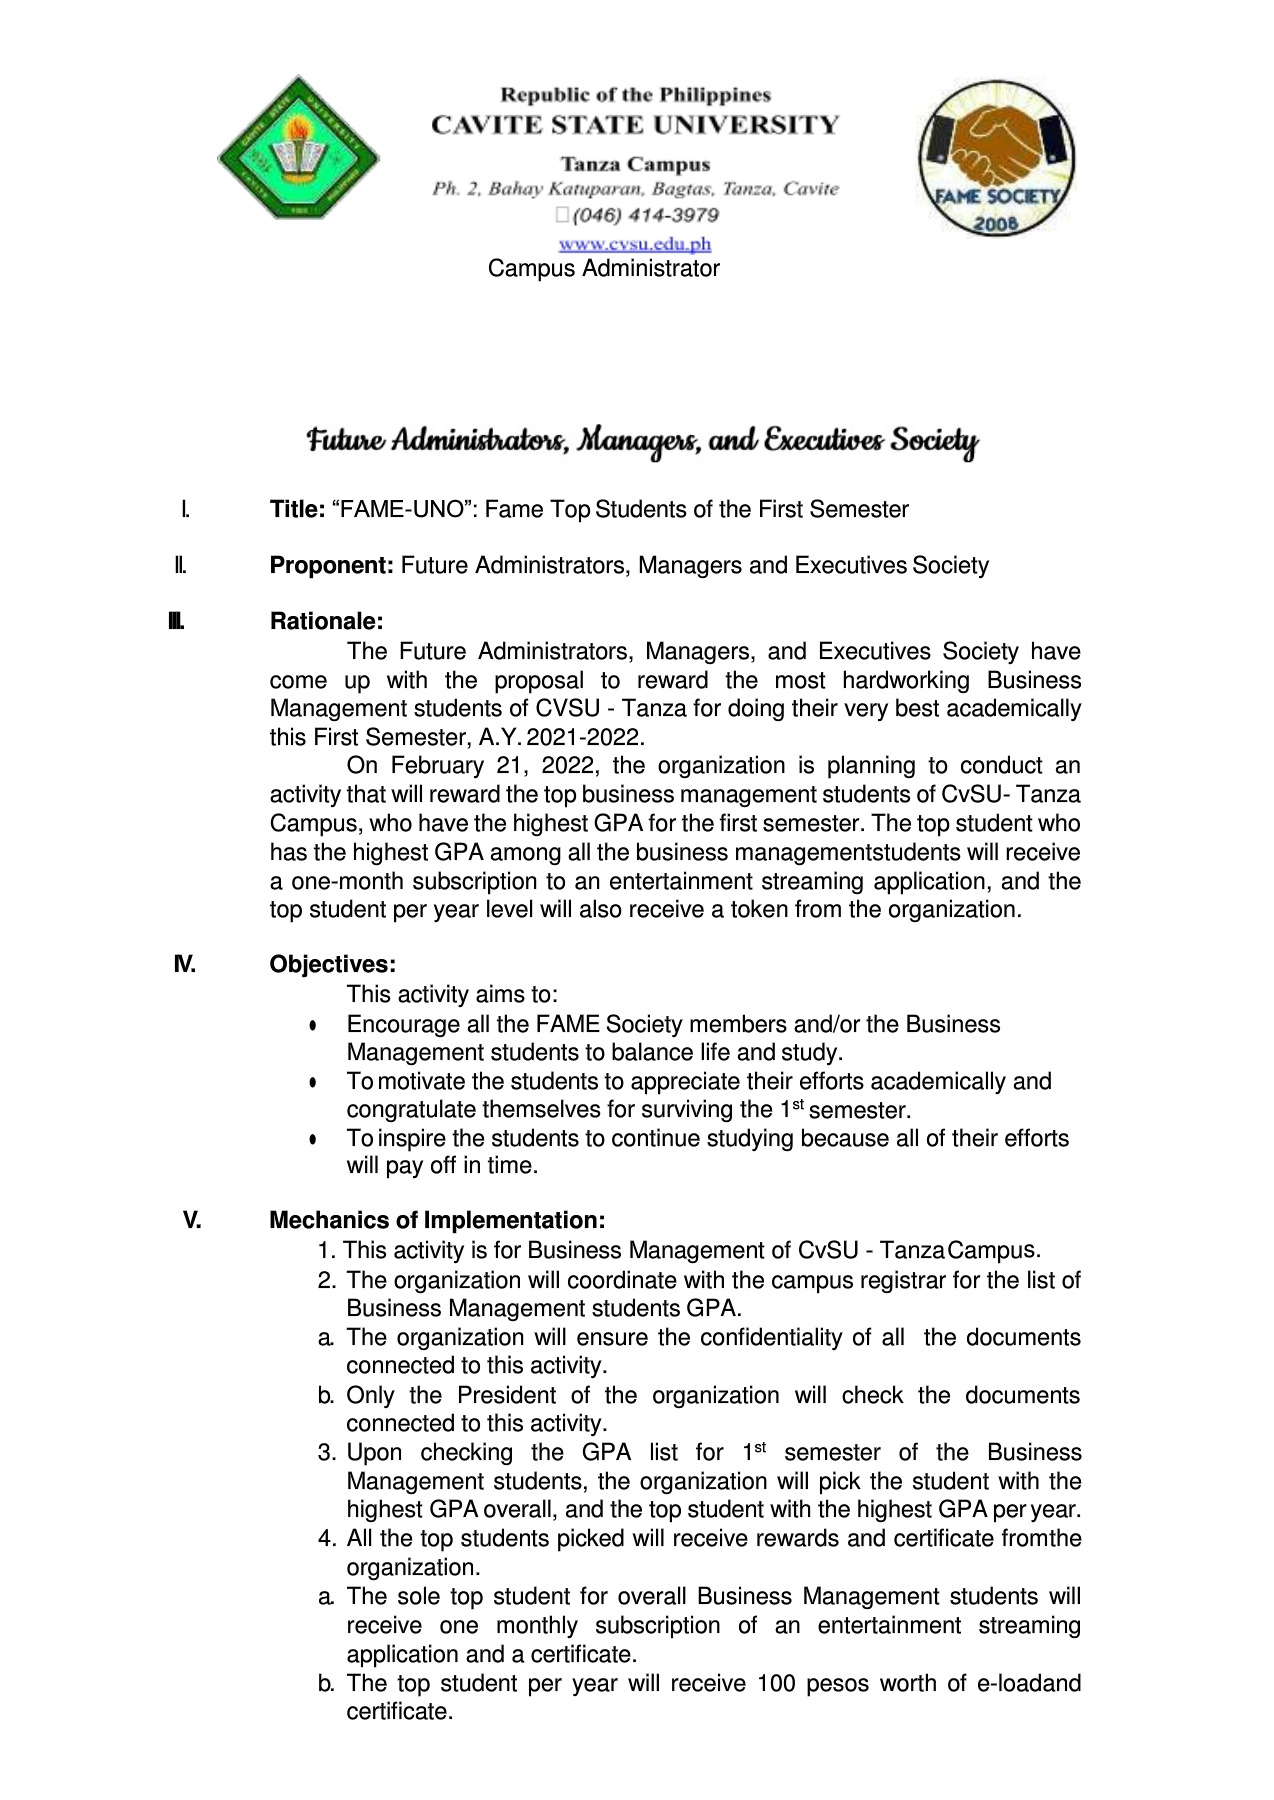 Republic of the Philippines
CAVITE STATE UNIVERSITY
Tanza Campus
Ph. 2, Bahay Katuparan, Bagtas, Tanza, Cavite
(046) 414-3979
www.cvsu.edu.ph
CAVITE STATE UNIVERSITY
FAME SOCIETY
2008
Campus Administrator
Future Administrators, Managers, and Executives Society
I. Title: “FAME-UNO”: Fame Top Students of the First Semester
II. Proponent: Future Administrators, Managers and Executives Society
III. Rationale:
The Future Administrators, Managers, and Executives Society have
come up with the proposal to reward the most hardworking Business
Management students of CVSU - Tanza for doing their very best academically
this First Semester, A.Y. 2021-2022.
On February 21, 2022, the organization is planning to conduct an
activity that will reward the top business management students of CvSU- Tanza
Campus, who have the highest GPA for the first semester. The top student who
has the highest GPA among all the business managementstudents will receive
a one-month subscription to an entertainment streaming application, and the
top student per year level will also receive a token from the organization.
IV. Objectives:
This activity aims to:
• Encourage all the FAME Society members and/or the Business
Management students to balance life and study.
• To motivate the students to appreciate their efforts academically and
congratulate themselves for surviving the 1st semester.
• To inspire the students to continue studying because all of their efforts
will pay off in time.
V. Mechanics of Implementation:
1. This activity is for Business Management of CvSU - Tanza Campus.
2. The organization will coordinate with the campus registrar for the list of
Business Management students GPA.
a. The organization will ensure the confidentiality of all the documents
connected to this activity.
b. Only the President of the organization will check the documents
connected to this activity.
3. Upon checking the GPA list for 1st semester of the Business
Management students, the organization will pick the student with the
highest GPA overall, and the top student with the highest GPA per year.
4. All the top students picked will receive rewards and certificate fromthe
organization.
a. The sole top student for overall Business Management students will
receive one monthly subscription of an entertainment streaming
application and a certificate.
b. The top student per year will receive 100 pesos worth of e-loadand
certificate.